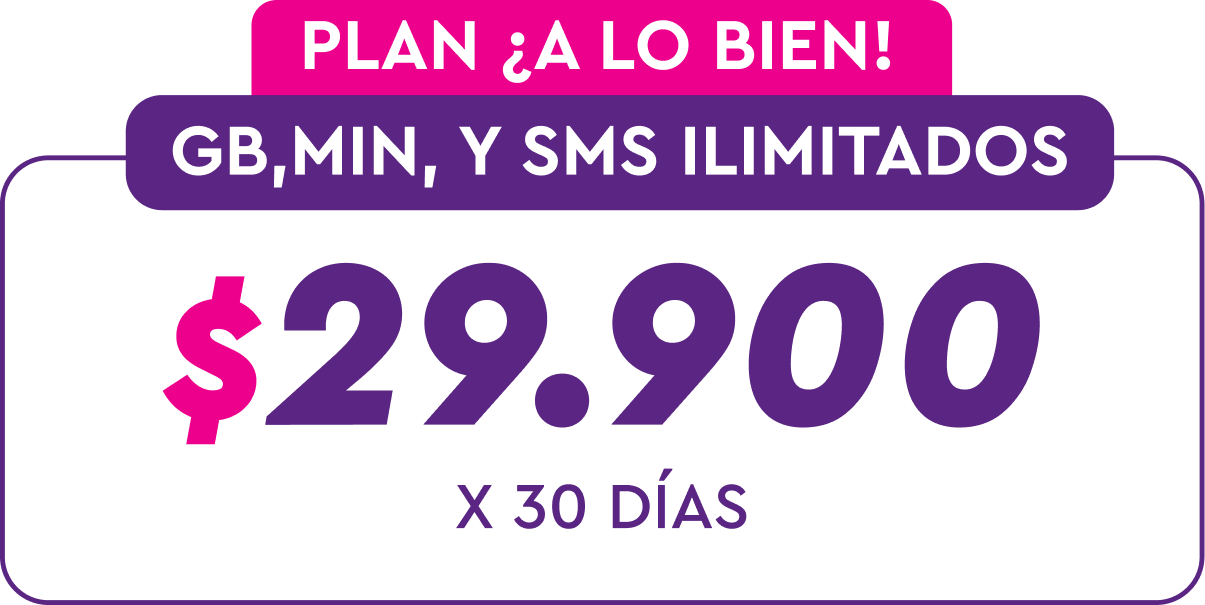 PLAN ¿A LO BIEN!
GB,MIN, Y SMS ILIMITADOS
$29.900
X 30 DÍAS